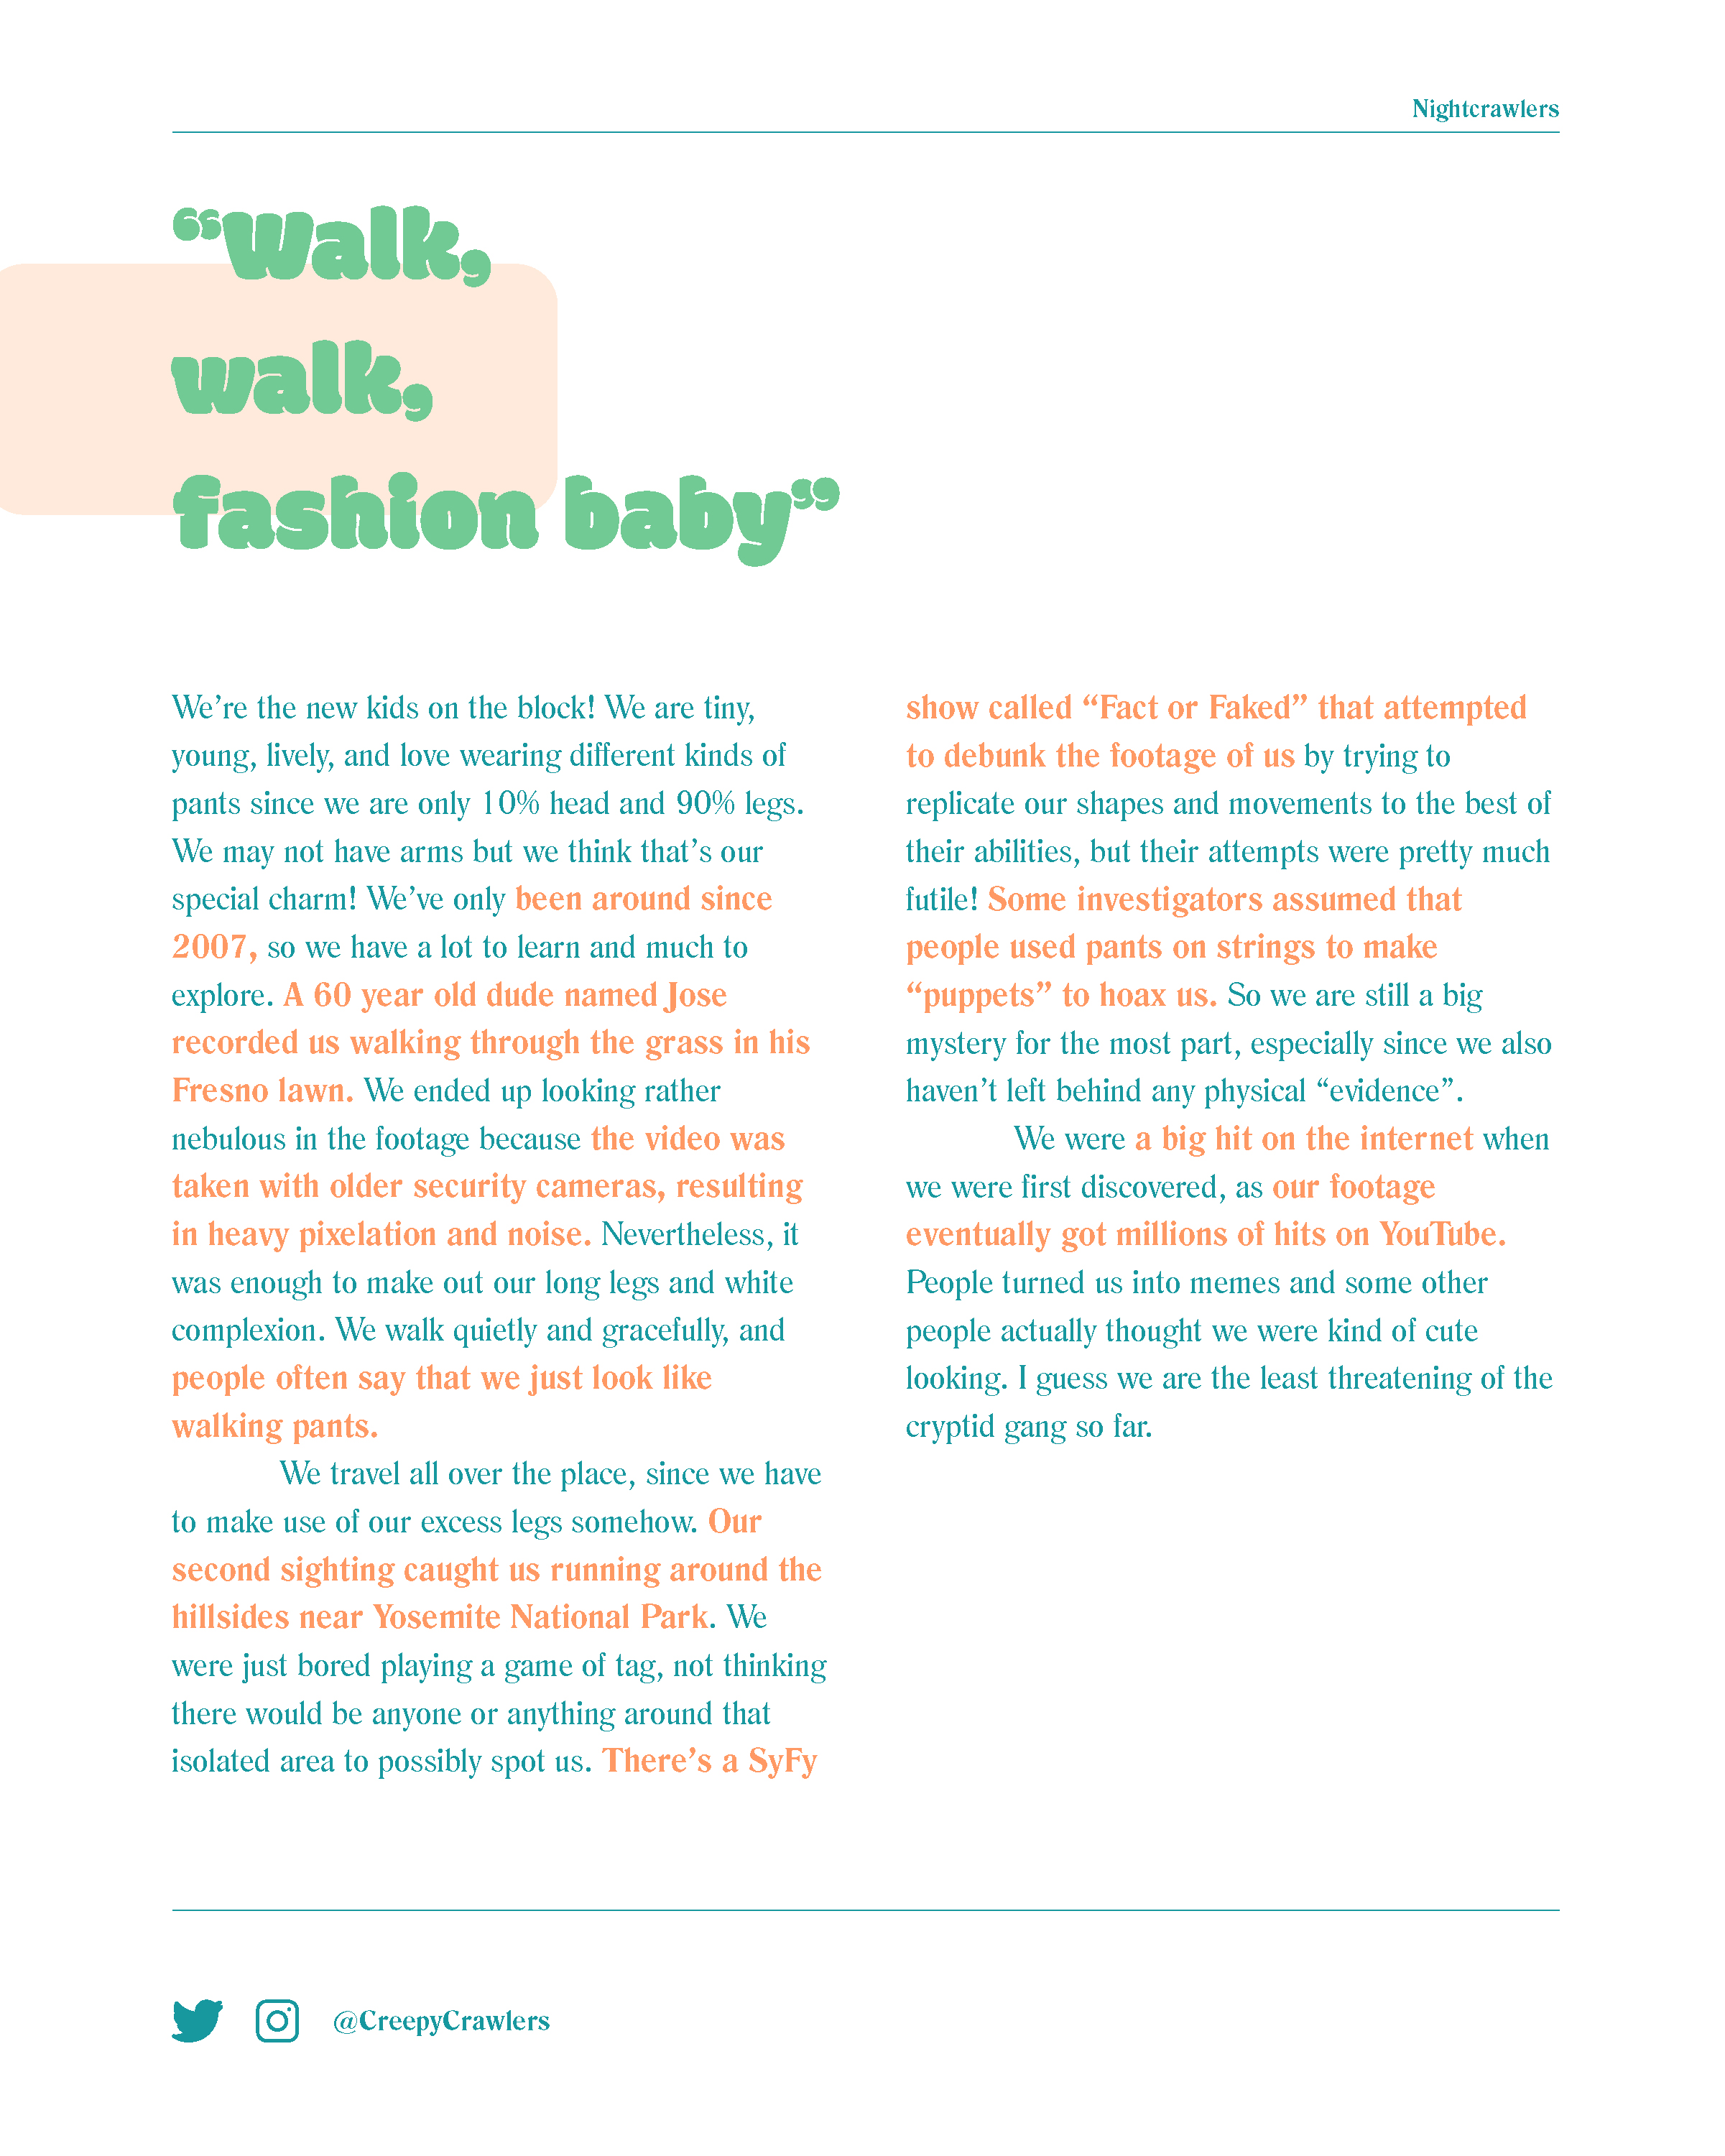 Nightcrawlers
“Walk,
walk,
fashion baby”
We’re the new kids on the block! We are tiny,
young, lively, and love wearing different kinds of
pants since we are only 10% head and 90% legs.
We may not have arms but we think that’s our
special charm! We’ve only been around since
2007, so we have a lot to learn and much to
explore. A 60 year old dude named Jose
recorded us walking through the grass in his
Fresno lawn. We ended up looking rather
nebulous in the footage because the video was
taken with older security cameras, resulting
in heavy pixelation and noise. Nevertheless, it
was enough to make out our long legs and white
complexion. We walk quietly and gracefully, and
people often say that we just look like
walking pants.
We travel all over the place, since we have
to make use of our excess legs somehow. Our
second sighting caught us running around the
hillsides near Yosemite National Park. We
were just bored playing a game of tag, not thinking
there would be anyone or anything around that
isolated area to possibly spot us. There’s a SyFy
show called “Fact or Faked” that attempted
to debunk the footage of us by trying to
replicate our shapes and movements to the best of
their abilities, but their attempts were pretty much
futile! Some investigators assumed that
people used pants on strings to make
“puppets” to hoax us. So we are still a big
mystery for the most part, especially since we also
haven’t left behind any physical “evidence”.
We were a big hit on the internet when
we were first discovered, as our footage
eventually got millions of hits on YouTube.
People turned us into memes and some other
people actually thought we were kind of cute
looking. I guess we are the least threatening of the
cryptid gang so far.
@CreepyCrawlers